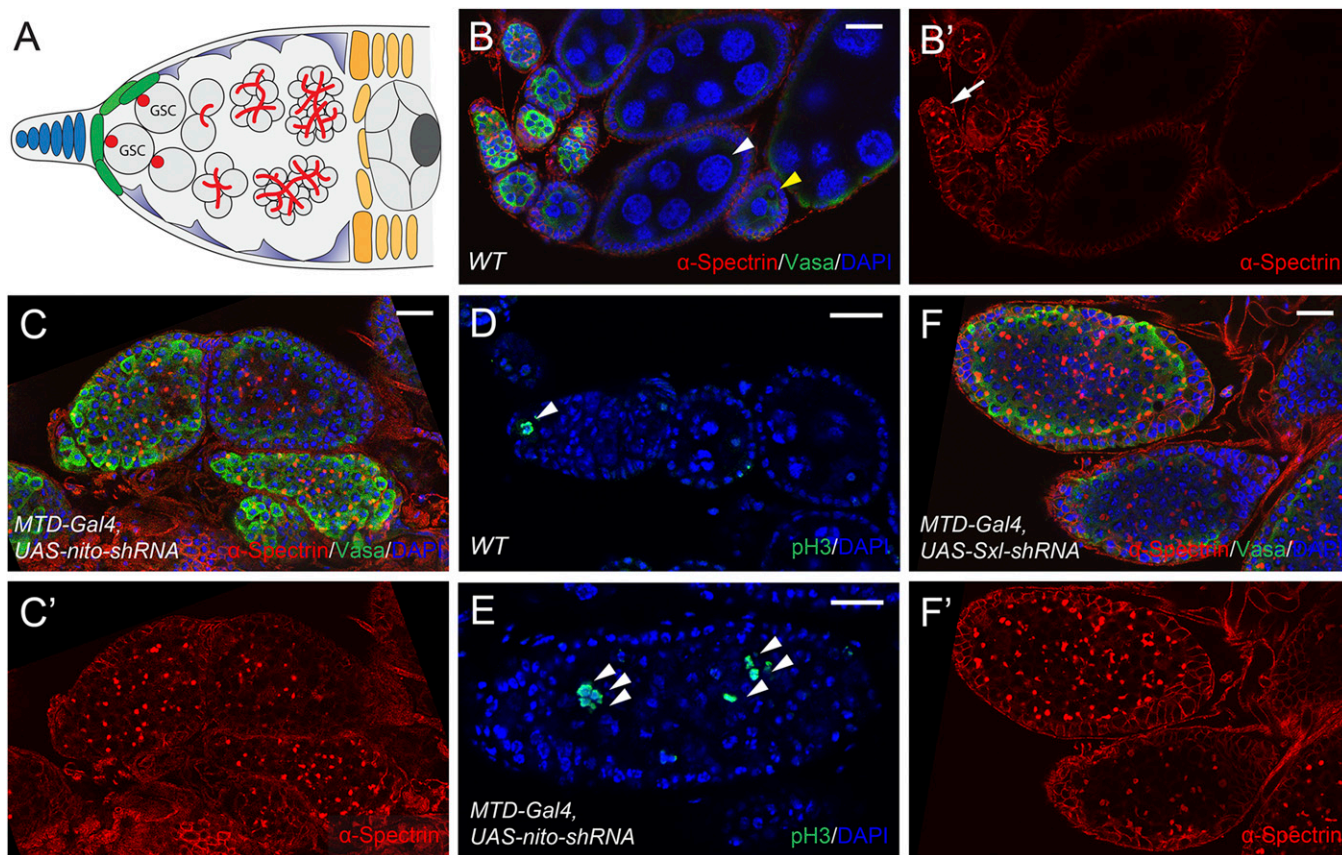 A
GSC
GSC
B
WT
α-Spectrin/Vasa/DAPI
B’
α-Spectrin
C
MTD-Gal4,
UAS-nito-shRNA
α-Spectrin/Vasa/DAPI
D
WT
pH3/DAPI
F
MTD-Gal4,
UAS-Sxl-shRNA
α-Spectrin/Vasa/DAPI
C’
α-Spectrin
E
MTD-Gal4,
UAS-nito-shRNA
pH3/DAPI
F’
α-Spectrin